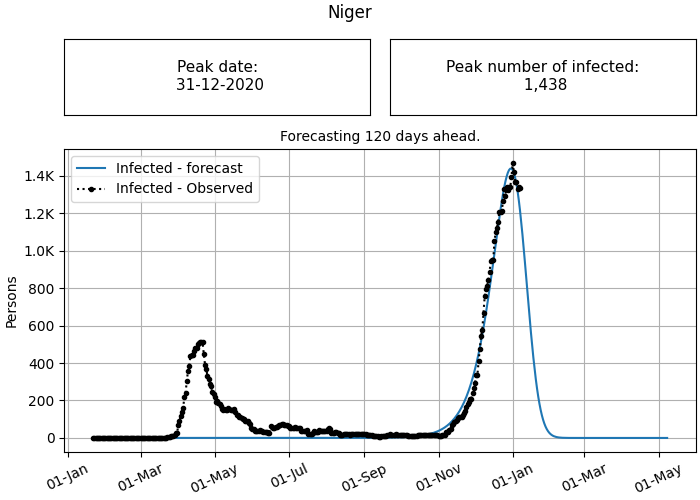 Niger
Peak date:
31-12-2020
Peak number of infected:
1,438
Forecasting 120 days ahead.
Infected - forecast
Infected - Observed
1.4K
1.2K
1.0K
800
600
400
200
0
Persons
01-Jan
01-Mar
01-May
01-Jul
01-Sep
01-Nov
01-Jan
01-Mar
01-May